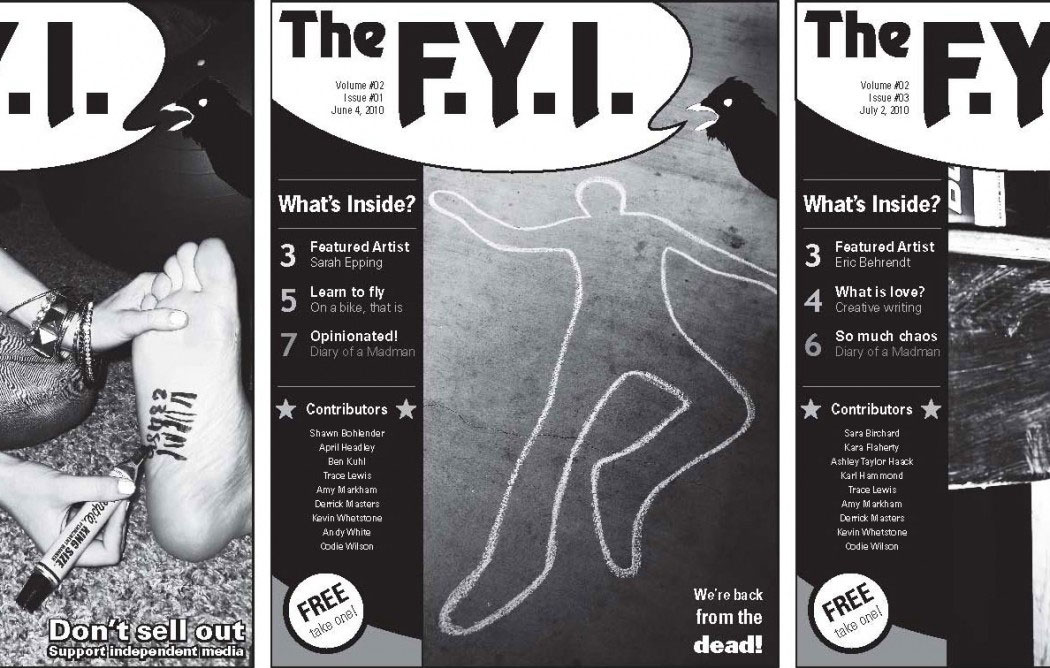 Y.I.
KING SIZE
Don't sell out
Support independent media
The F.Y.I.
Volume #02
Issue #01
June 4, 2010
What's Inside?
3 Featured Artist
Sarah Epping
5 Learn to fly
On a bike, that is
7 Opinionated!
Diary of a Madman
Contributors
Shawn Bohlender
April Headley
Ben Kuhl
Trace Lewis
Amy Markham
Derrick Masters
Kevin Whetstone
Andy White
Codie Wilson
FREE
take one!
We're back
from the
dead!
The F.Y
Volume #02
Issue #03
July 2, 2010
What's Inside?
3 Featured Artist
Eric Behrendt
4 What is love?
Creative writing
6 So much chaos
Diary of a Madman
Contributors
Sara Birchard
Kara Flaherty
Ashley Taylor Haack
Karl Hammond
Trace Lewis
Amy Markham
Derrick Masters
Kevin Whetstone
Codie Wilson
FREE
take one!